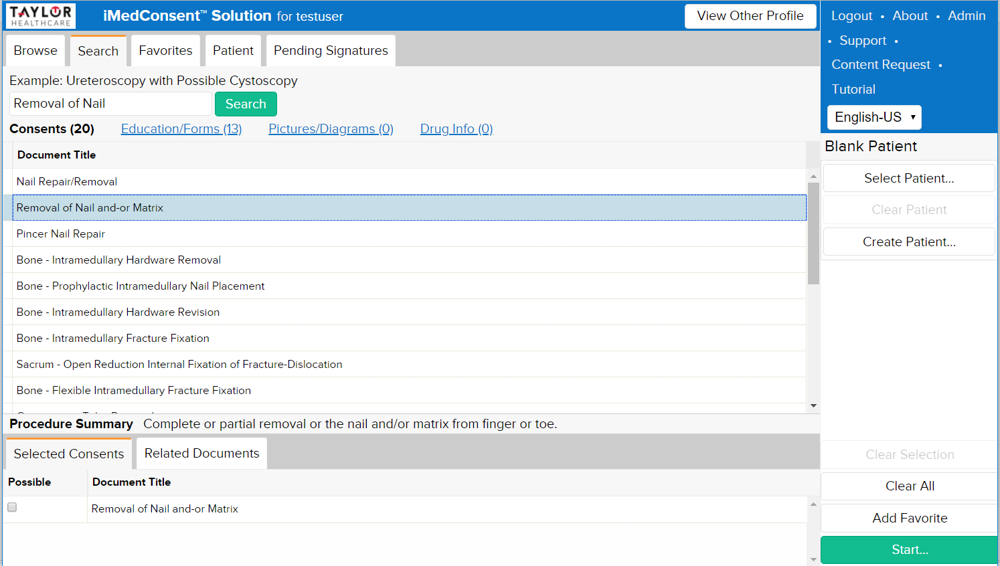 TAYLOR
HEALTHCARE
iMedConsent™ Solution for testuser
View Other Profile
Logout • About • Admin
• Support •
Content Request •
Tutorial
English-US
Browse
Search
Favorites
Patient
Pending Signatures
Example: Ureteroscopy with Possible Cystoscopy
Removal of Nail
Search
Consents (20)
Education/Forms (13)
Pictures/Diagrams (0)
Drug Info (0)
Document Title
Nail Repair/Removal
Removal of Nail and-or Matrix
Pincer Nail Repair
Bone - Intramedullary Hardware Removal
Bone - Prophylactic Intramedullary Nail Placement
Bone - Intramedullary Hardware Revision
Bone - Intramedullary Fracture Fixation
Sacrum - Open Reduction Internal Fixation of Fracture-Dislocation
Bone - Flexible Intramedullary Fracture Fixation
Procedure Summary Complete or partial removal or the nail and/or matrix from finger or toe.
Selected Consents
Related Documents
Possible
Document Title
Removal of Nail and-or Matrix
Blank Patient
Select Patient...
Clear Patient
Create Patient...
Clear Selection
Clear All
Add Favorite
Start...